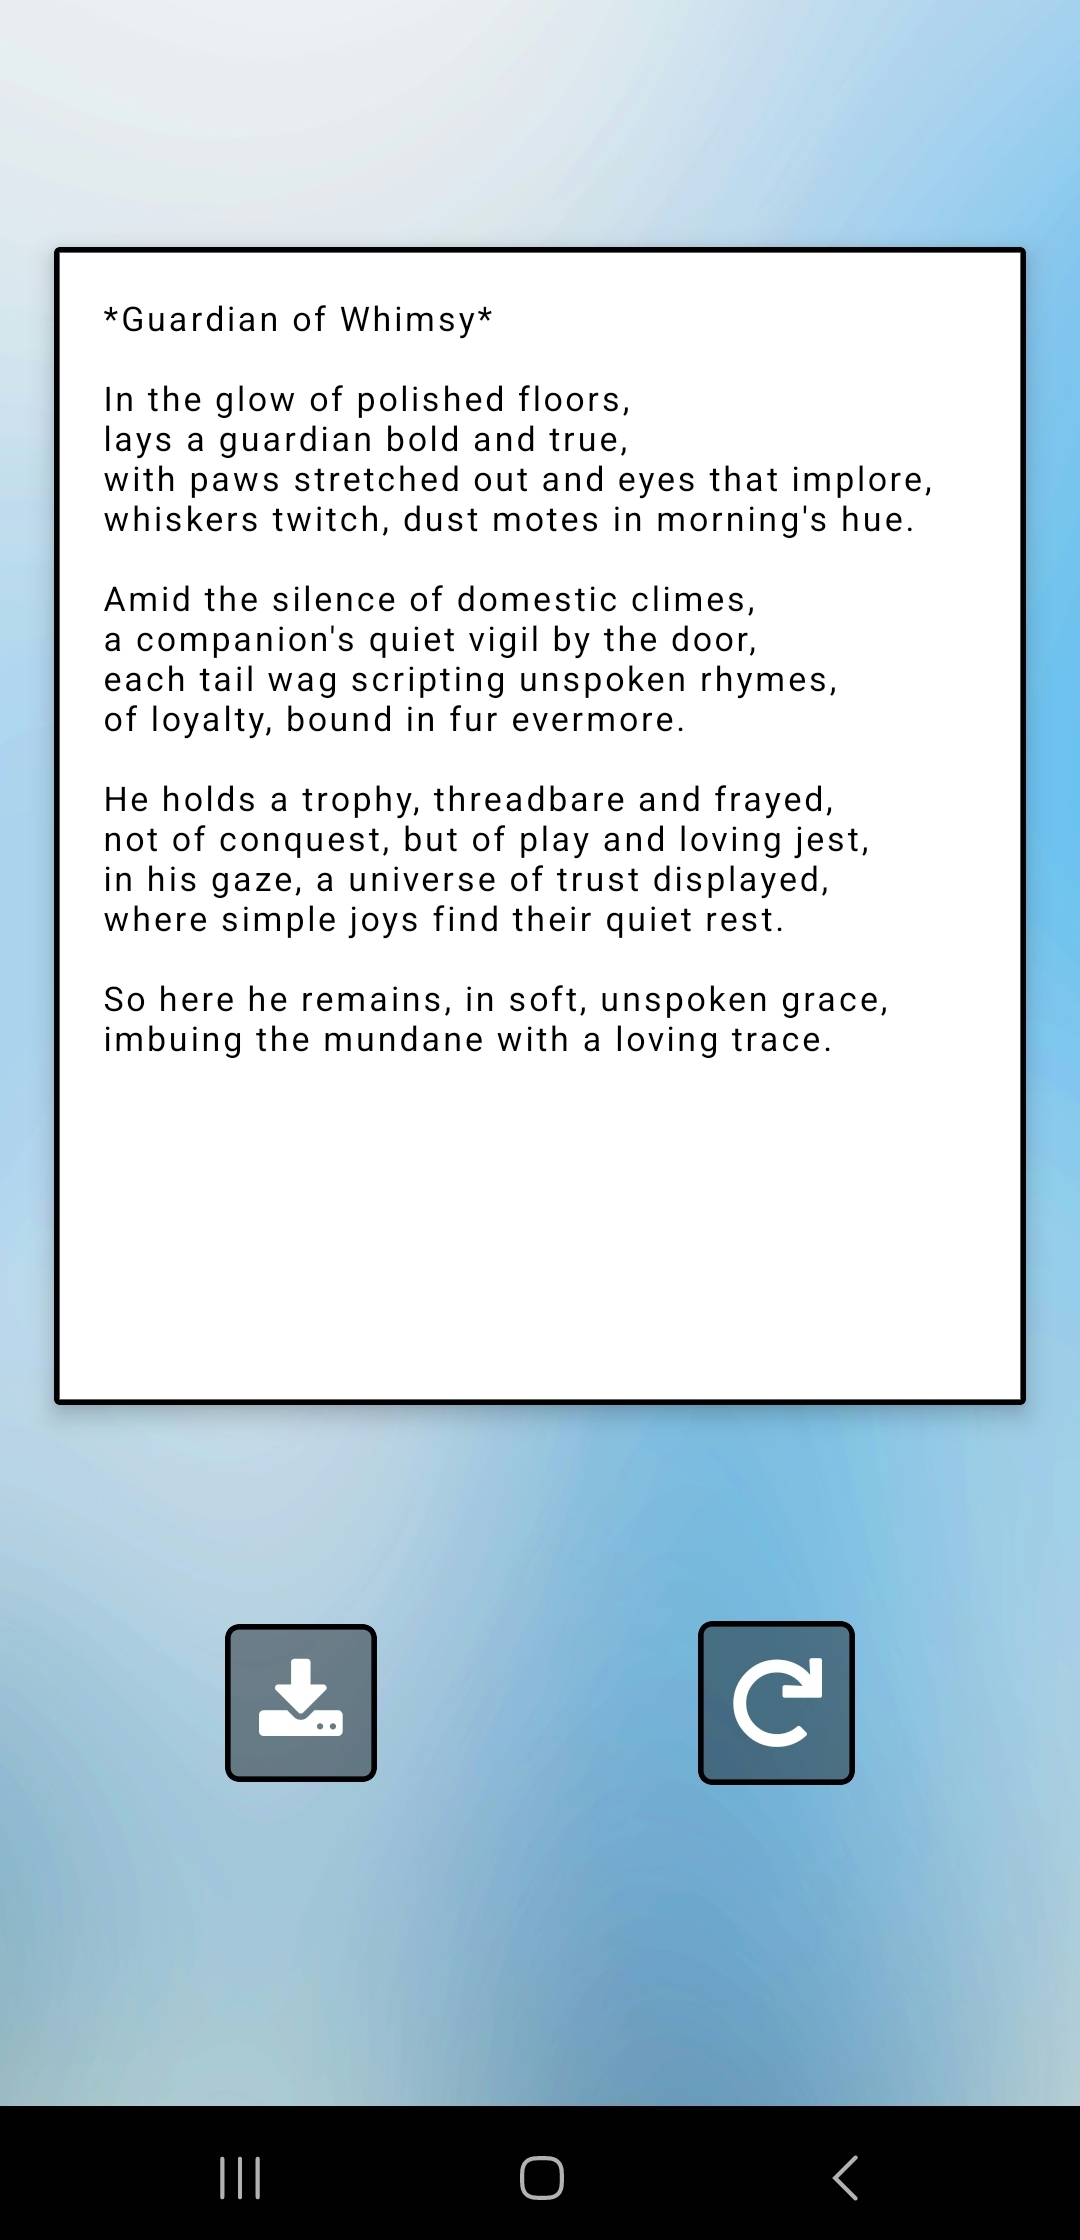 *Guardian of Whimsy*
In the glow of polished floors,
lays a guardian bold and true,
with paws stretched out and eyes that implore,
whiskers twitch, dust motes in morning's hue.
Amid the silence of domestic climes,
a companion's quiet vigil by the door,
each tail wag scripting unspoken rhymes,
of loyalty, bound in fur evermore.
He holds a trophy, threadbare and frayed,
not of conquest, but of play and loving jest,
in his gaze, a universe of trust displayed,
where simple joys find their quiet rest.
So here he remains, in soft, unspoken grace,
imbuing the mundane with a loving trace.